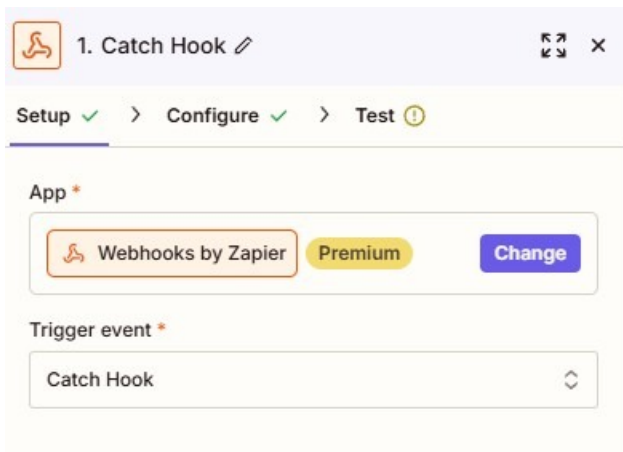 1. Catch Hook
Setup Configure Test
App *
Webhooks by Zapier Premium Change
Trigger event *
Catch Hook